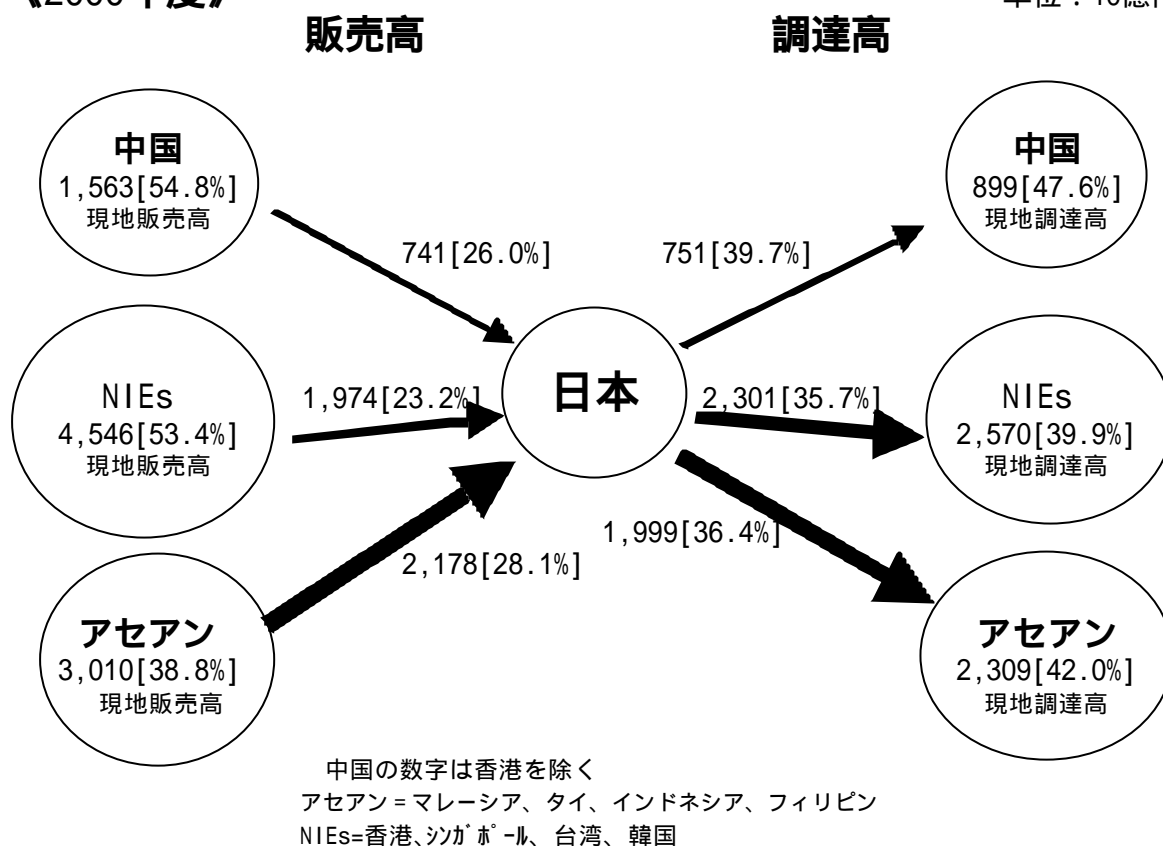 販売高
調達高
中国
1,563[54.8%]
現地販売高
中国
899[47.6%]
現地調達高
741[26.0%]
751[39.7%]
NIEs
4,546[53.4%]
現地販売高
1,974[23.2%]
日本
2,301[35.7%]
NIEs
2,570[39.9%]
現地調達高
アセアン
3,010[38.8%]
現地販売高
2,178[28.1%]
1,999[36.4%]
アセアン
2,309[42.0%]
現地調達高
中国の数字は香港を除く
アセアン=マレーシア、タイ、インドネシア、フィリピン
NIEs=香港、シンガポール、台湾、韓国